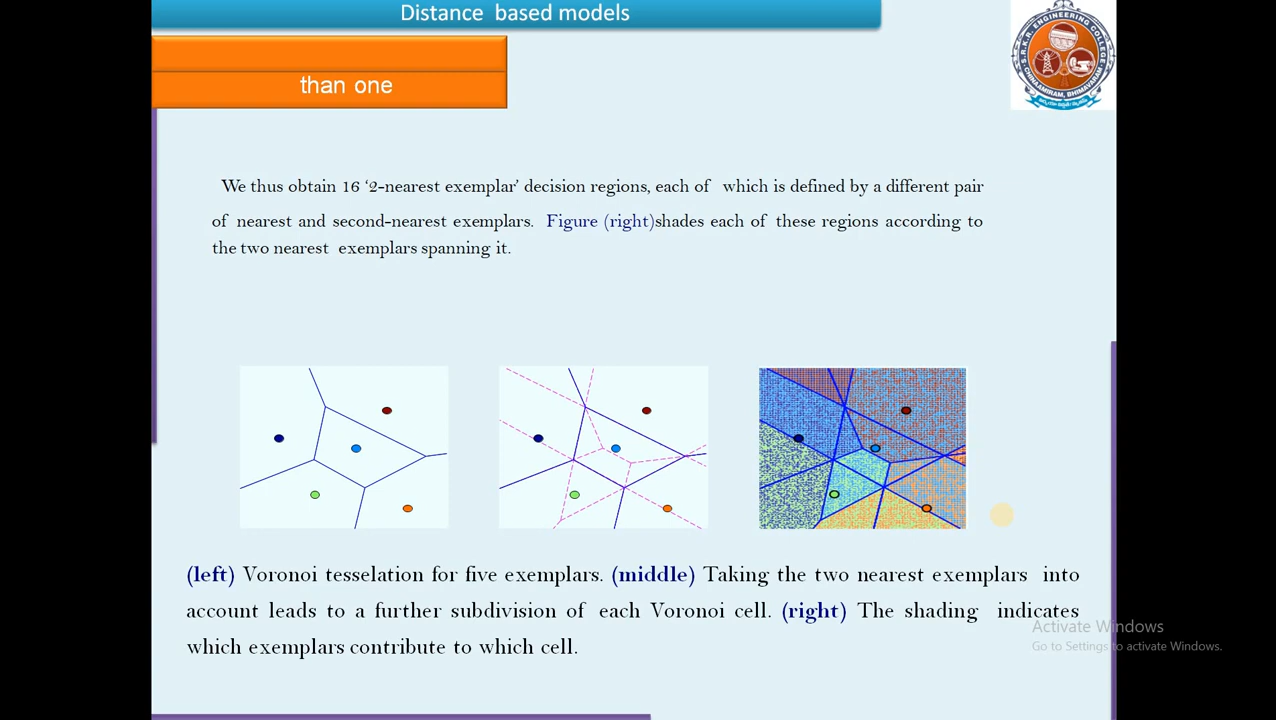 Distance based models
than one
S.R.K.R. ENGINEERING COLLEGE
CHINAAMIRAM, BHIMAVARAM
We thus obtain 16 ‘2-nearest exemplar’ decision regions, each of which is defined by a different pair
of nearest and second-nearest exemplars. Figure (right)shades each of these regions according to
the two nearest exemplars spanning it.
(left) Voronoi tesselation for five exemplars. (middle) Taking the two nearest exemplars into
account leads to a further subdivision of each Voronoi cell. (right) The shading indicates
which exemplars contribute to which cell.
Activate Windows
Go to Settings to activate Windows.